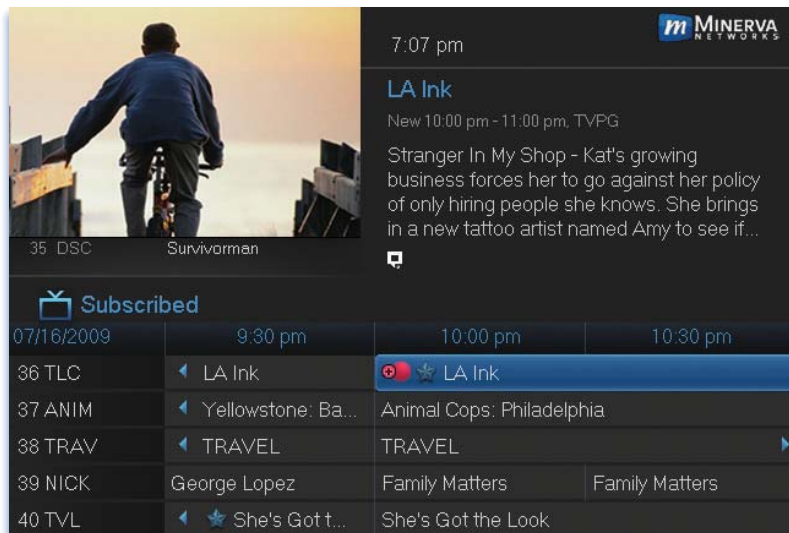 7:07 pm
m MINERVA
NETWORKS
LA Ink
New 10:00 pm - 11:00 pm, TVPG
Stranger In My Shop - Kat's growing
business forces her to go against her policy
of only hiring people she knows. She brings
in a new tattoo artist named Amy to see if...
35 DSC Survivorman
Subscribed
07/16/2009 9:30 pm 10:00 pm 10:30 pm
36 TLC LA Ink LA Ink
37 ANIM Yellowstone: Ba... Animal Cops: Philadelphia
38 TRAV TRAVEL TRAVEL
39 NICK George Lopez Family Matters Family Matters
40 TVL She's Got t... She's Got the Look